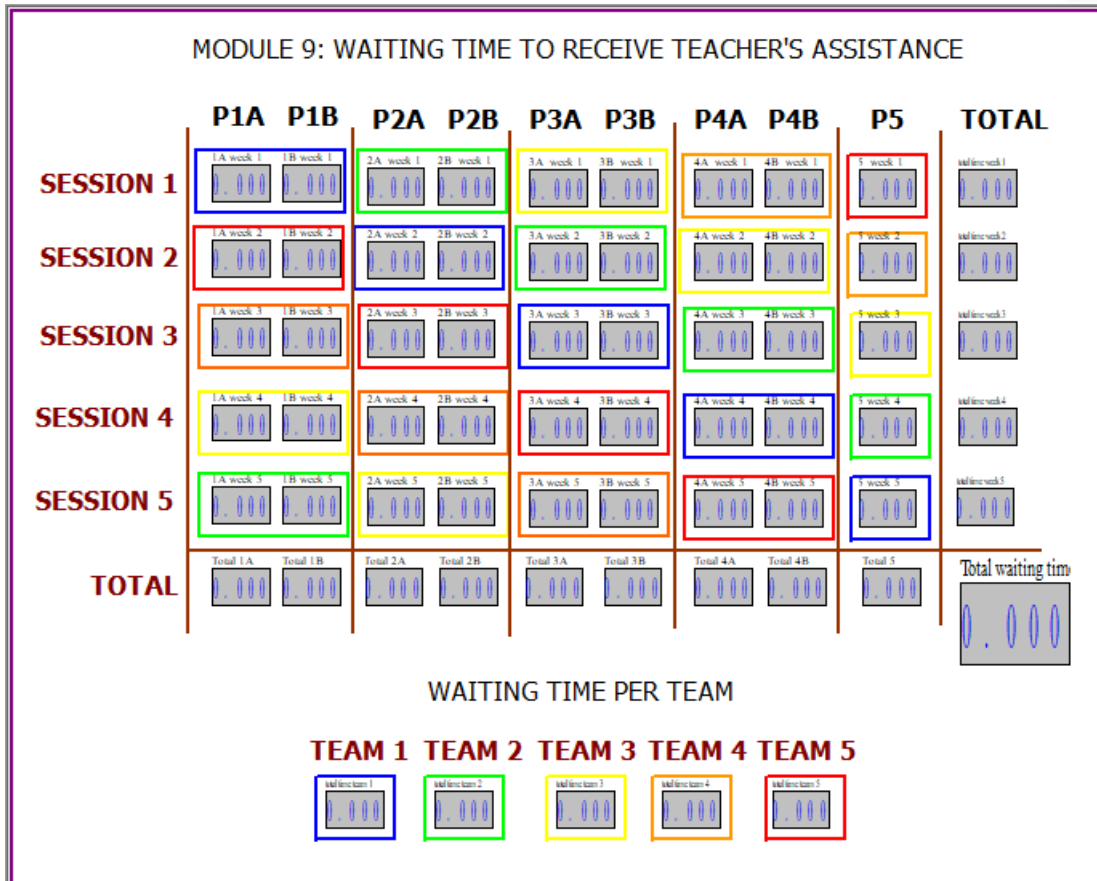 MODULE 9: WAITING TIME TO RECEIVE TEACHER'S ASSISTANCE
P1A P1B P2A P2B P3A P3B P4A P4B P5 TOTAL
1A week 1 1B week 1 2A week 1 2B week 1 3A week 1 3B week 1 4A week 1 4B week 1 5 week 1 total time week 1
SESSION 1 0.000 0.000 0.000 0.000 0.000 0.000 0.000 0.000 0.000 0.000
1A week 2 1B week 2 2A week 2 2B week 2 3A week 2 3B week 2 4A week 2 4B week 2 5 week 2 total time week 2
SESSION 2 0.000 0.000 0.000 0.000 0.000 0.000 0.000 0.000 0.000 0.000
1A week 3 1B week 3 2A week 3 2B week 3 3A week 3 3B week 3 4A week 3 4B week 3 5 week 3 total time week 3
SESSION 3 0.000 0.000 0.000 0.000 0.000 0.000 0.000 0.000 0.000 0.000
1A week 4 1B week 4 2A week 4 2B week 4 3A week 4 3B week 4 4A week 4 4B week 4 5 week 4 total time week 4
SESSION 4 0.000 0.000 0.000 0.000 0.000 0.000 0.000 0.000 0.000 0.000
1A week 5 1B week 5 2A week 5 2B week 5 3A week 5 3B week 5 4A week 5 4B week 5 5 week 5 total time week 5
SESSION 5 0.000 0.000 0.000 0.000 0.000 0.000 0.000 0.000 0.000 0.000
Total 1A Total 1B Total 2A Total 2B Total 3A Total 3B Total 4A Total 4B Total 5 Total waiting tim
TOTAL 0.000 0.000 0.000 0.000 0.000 0.000 0.000 0.000 0.000 0.000
WAITING TIME PER TEAM
TEAM 1 TEAM 2 TEAM 3 TEAM 4 TEAM 5
total time team 1 total time team 2 total time team 3 total time team 4 total time team 5
0.000 0.000 0.000 0.000 0.000